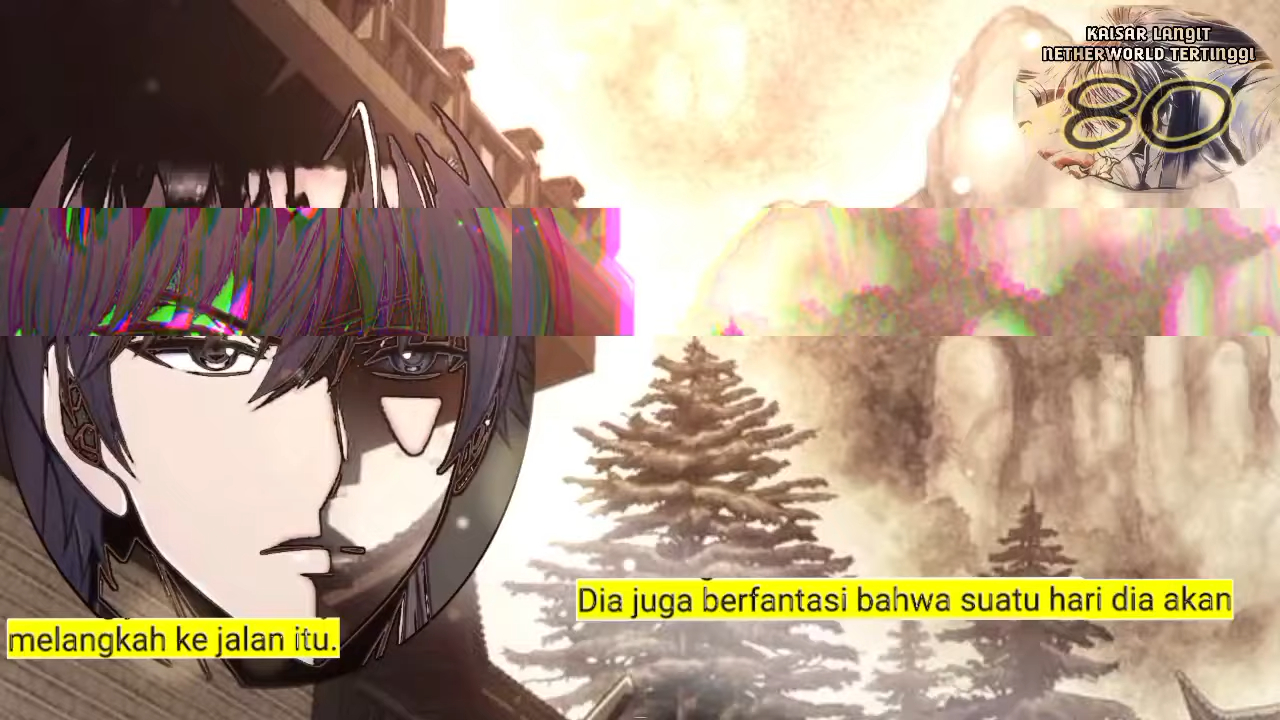 KAISAR LANGIT
NETHERWORLD TERTINGGI
80
Dia juga berfantasi bahwa suatu hari dia akan
melangkah ke jalan itu.